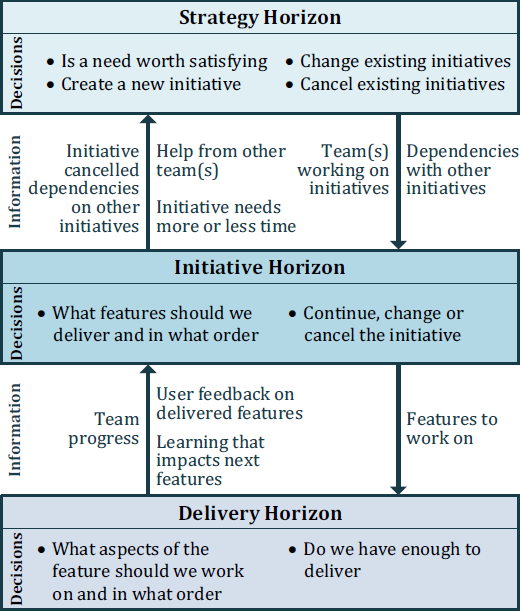 Strategy Horizon
Decisions
• Is a need worth satisfying
• Create a new initiative
• Change existing initiatives
• Cancel existing initiatives
Information
Initiative
cancelled
dependencies
on other
initiatives
Help from other
team(s)
Initiative needs
more or less time
Team(s)
working on
initiatives
Dependencies
with other
initiatives
Initiative Horizon
Decisions
• What features should we
deliver and in what order
• Continue, change or
cancel the initiative
Information
Team
progress
User feedback on
delivered features
Learning that
impacts next
features
Features to
work on
Delivery Horizon
Decisions
• What aspects of the
feature should we work
on and in what order
• Do we have enough to
deliver